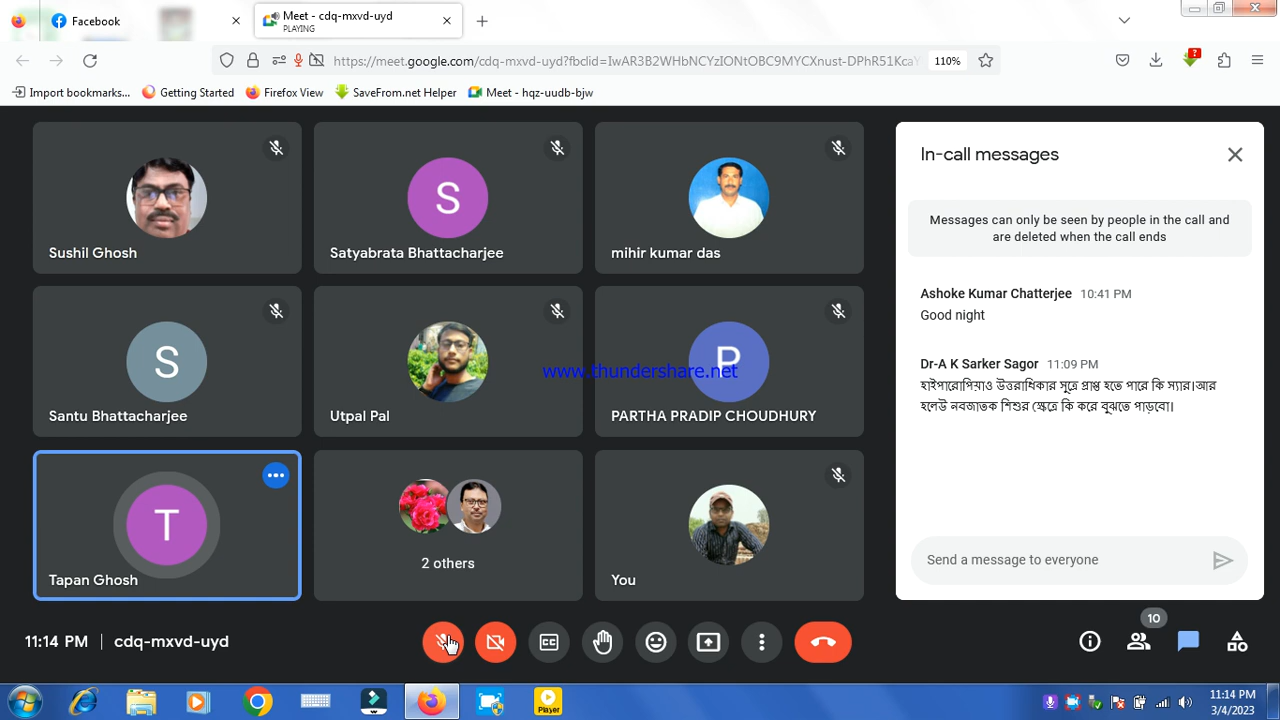 Facebook
Meet - cdq-mxvd-uyd
PLAYING
https://meet.google.com/cdq-mxvd-uyd?fbclid=IwAR3B2WHbNCYzIONtOEC9MYCXnust-DPhR51KcaY
110%
Import bookmarks...
Getting Started
Firefox View
SaveFrom.net Helper
Meet - hqz-uudb-bjw
Sushil Ghosh
Satyabrata Bhattacharjee
mihir kumar das
Santu Bhattacharjee
Utpal Pal
P
PARTHA PRADIP CHOUDHURY
S
S
www.thundershare.net
T
Tapan Ghosh
2 others
You
In-call messages
Messages can only be seen by people in the call and
are deleted when the call ends
Ashoke Kumar Chatterjee 10:41 PM
Good night
Dr-A K Sarker Sagor 11:09 PM
হাইপারোপিয়াও উত্তরাধিকার সুত্রে প্রাপ্ত হতে পারে কি স্যার।আর
হলেউ নবজাতক শিশুর ক্ষেত্রে কি করে বুঝতে পাড়বো।
Send a message to everyone
11:14 PM | cdq-mxvd-uyd
10
Player
11:14 PM
3/4/2023